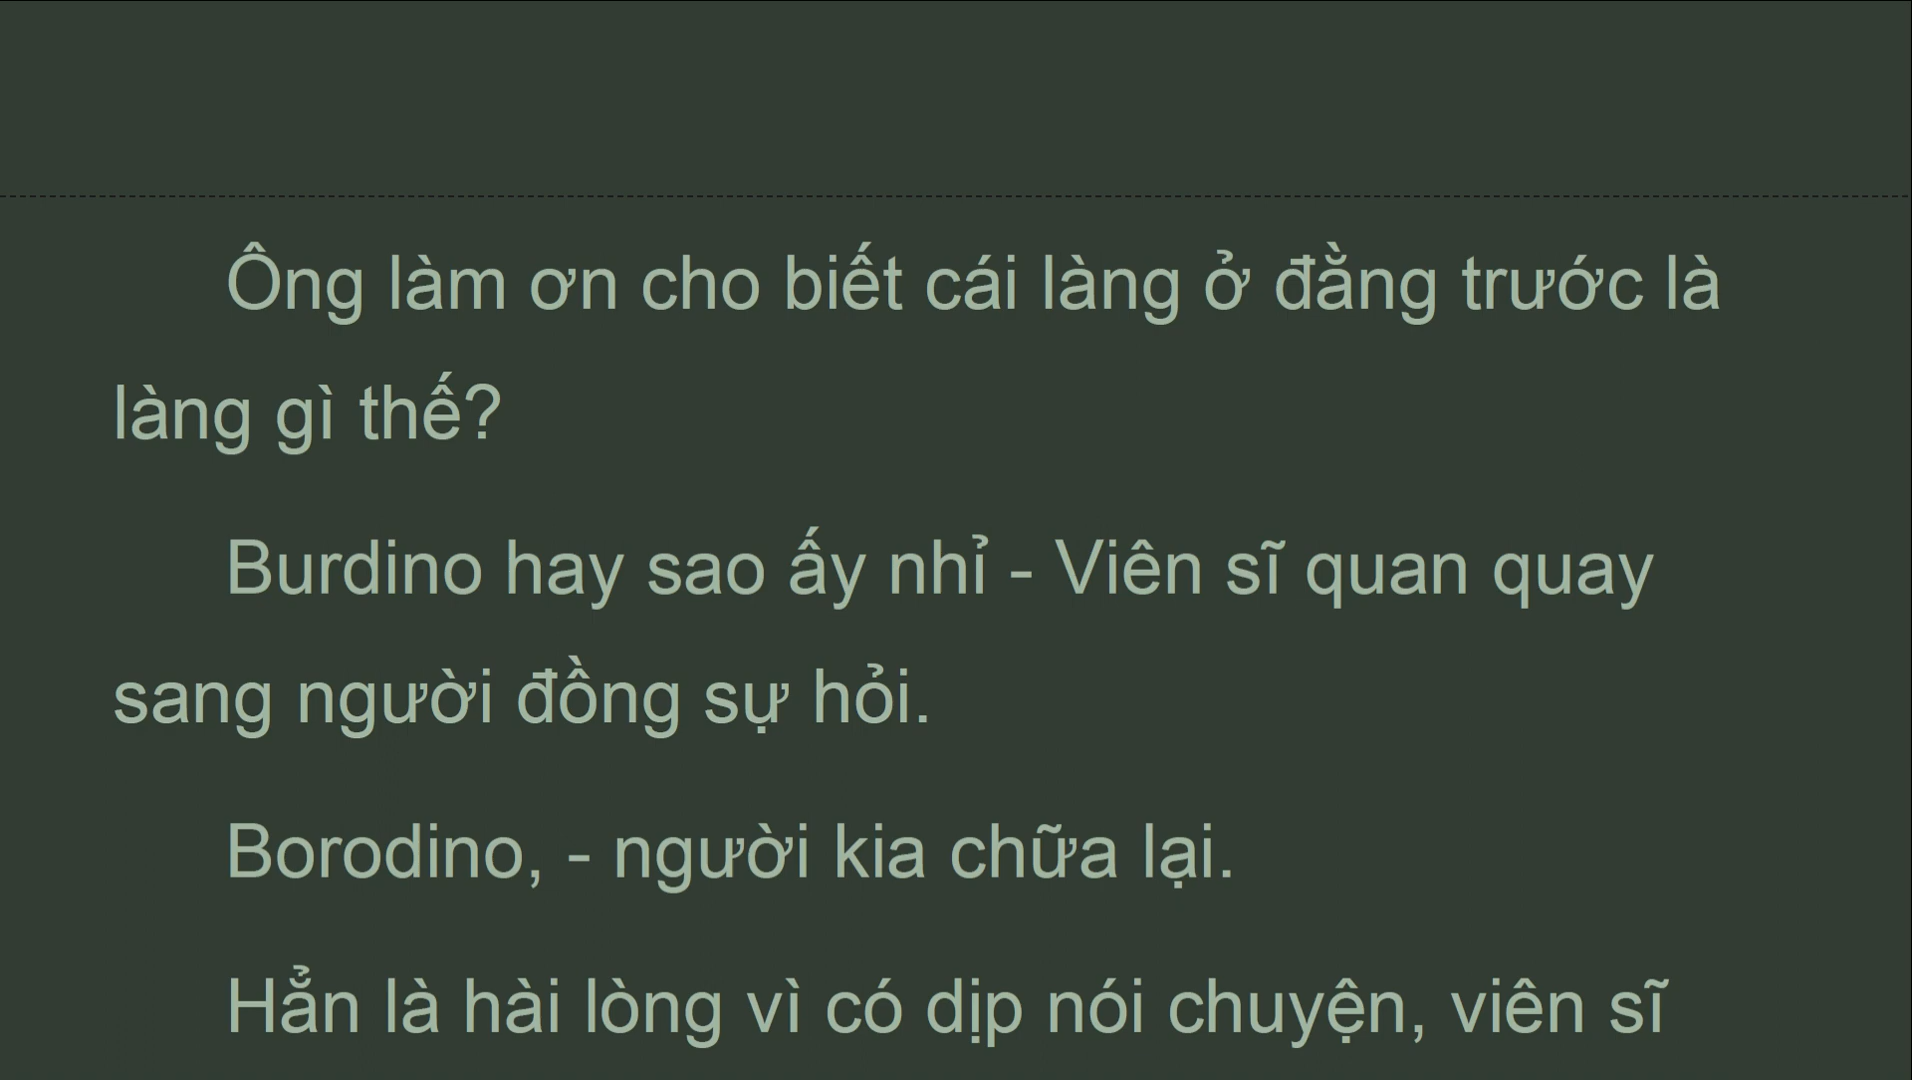 Ông làm ơn cho biết cái làng ở đằng trước là
làng gì thế?
Burdino hay sao ấy nhỉ - Viên sĩ quan quay
sang người đồng sự hỏi.
Borodino, - người kia chữa lại.
Hẳn là hài lòng vì có dịp nói chuyện, viên sĩ